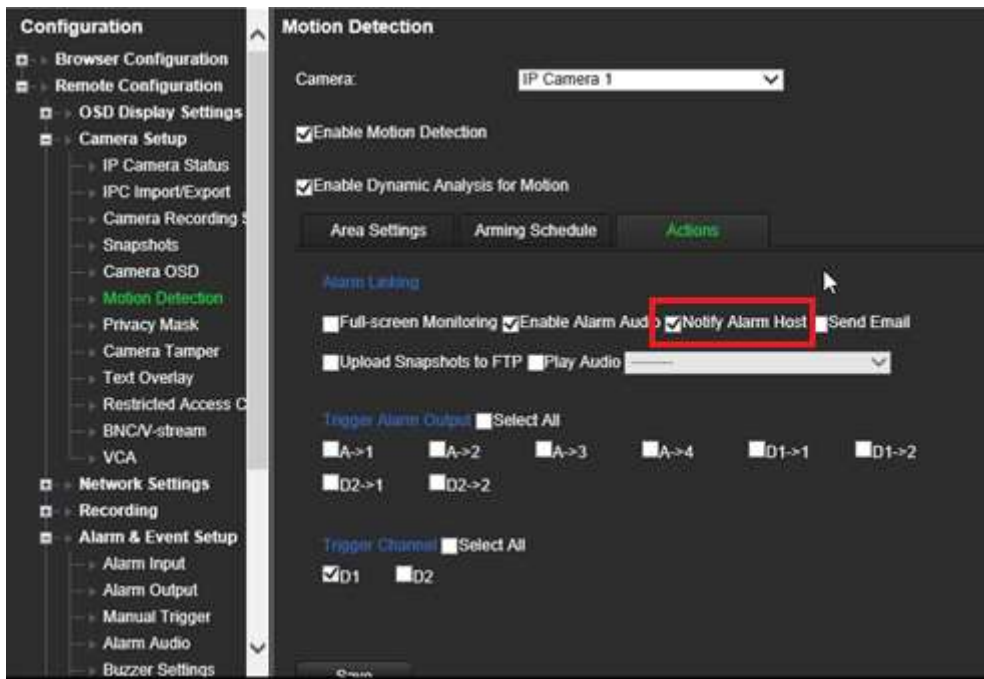 Configuration
Browser Configuration
Remote Configuration
OSD Display Settings
Camera Setup
IP Camera Status
IPC Import/Export
Camera Recording
Snapshots
Camera OSD
Motion Detection
Privacy Mask
Camera Tamper
Text Overlay
Restricted Access C
BNC/V-stream
VCA
Network Settings
Recording
Alarm & Event Setup
Alarm Input
Alarm Output
Manual Trigger
Alarm Audio
Buzzer Settings
Motion Detection
Camera: IP Camera 1
Enable Motion Detection
Enable Dynamic Analysis for Motion
Area Settings Arming Schedule Actions
Alarm Linking
Full-screen Monitoring Enable Alarm Audio Notify Alarm Host Send Email
Upload Snapshots to FTP Play Audio ---------
Trigger Alarm Output Select All
A->1 A->2 A->3 A->4 D1->1 D1->2
D2->1 D2->2
Trigger Channel Select All
D1 D2
Save